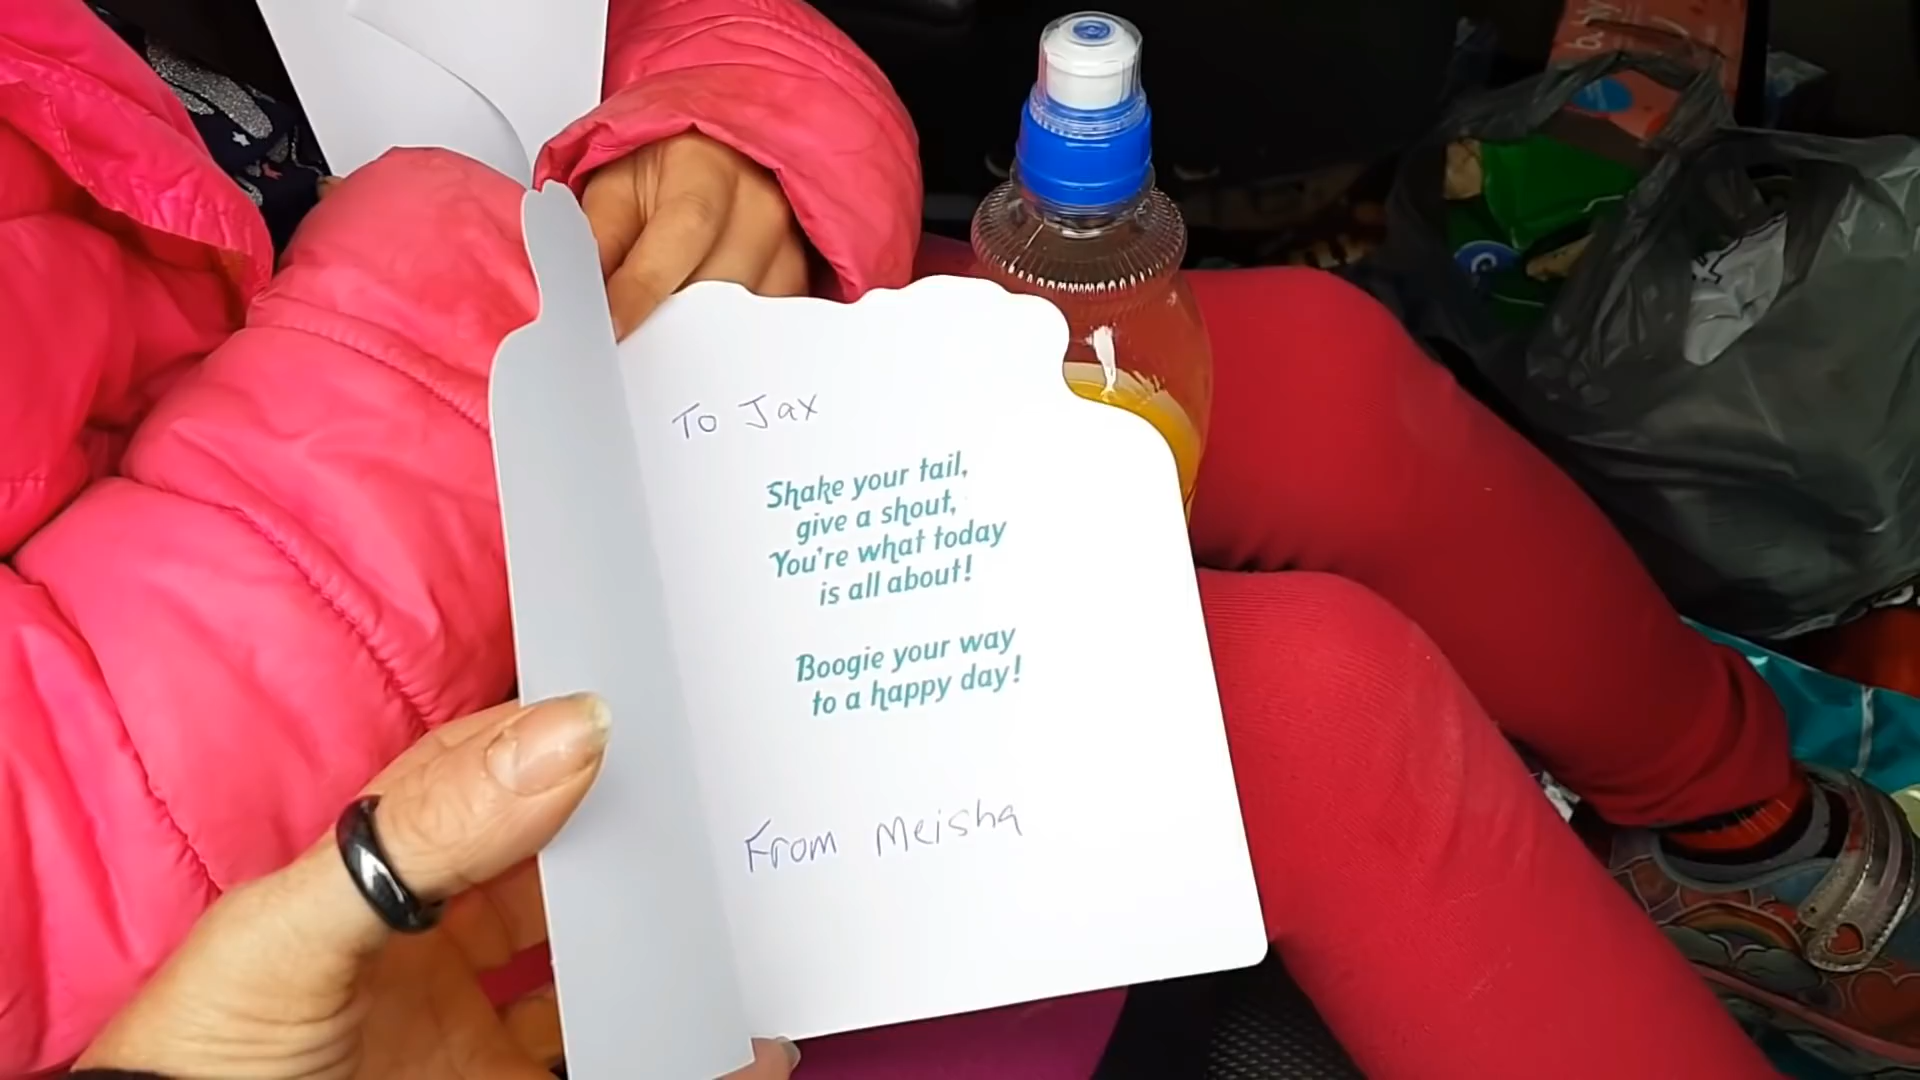 To Jax
Shake your tail,
give a shout,
You're what today
is all about!
Boogie your way
to a happy day!
From Meisha